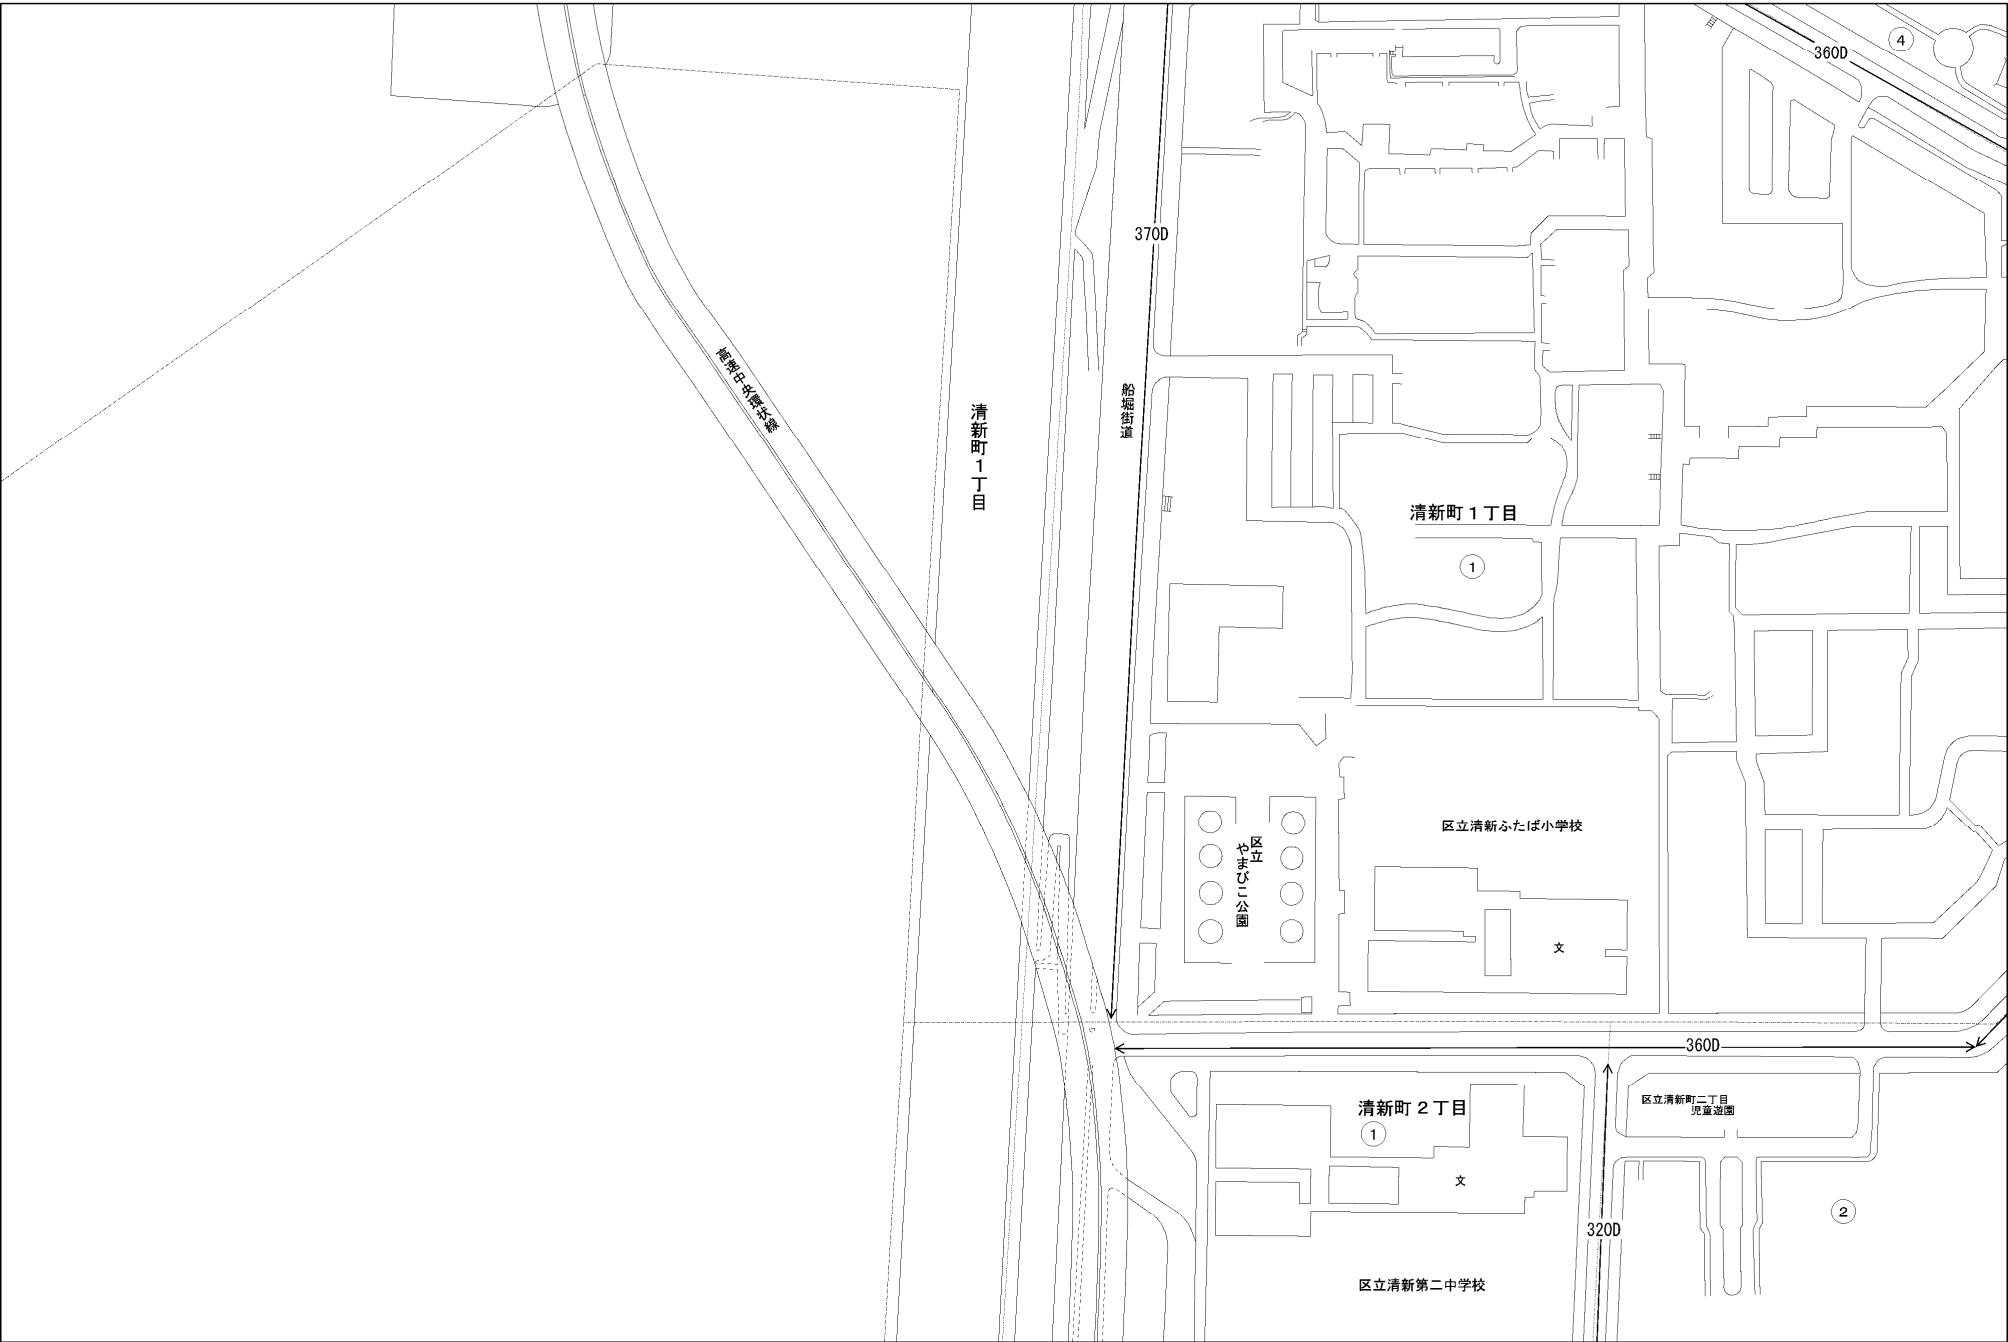 360D
4
370D
高速中央環状線
清新町1丁目
船堀街道
清新町1丁目
1
区立清新ふたば小学校
区立
やまびこ公園
文
360D
清新町2丁目
1
区立清新町二丁目
児童遊園
文
2
320D
区立清新第二中学校